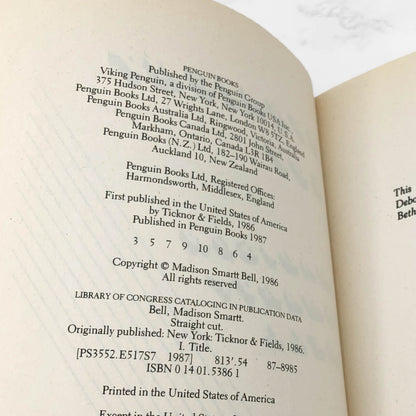 PENGUIN BOOKS
Published by the Penguin Group
Viking Penguin, a division of Penguin Books USA Inc.,
375 Hudson Street, New York, New York 10014, U.S.A.
Penguin Books Ltd, 27 Wrights Lane, London W8 5TZ, England
Penguin Books Australia Ltd, Ringwood, Victoria, Australia
Penguin Books Canada Ltd, 2801 John Street,
Markham, Ontario, Canada L3R 1B4
Penguin Books (N.Z.) Ltd, 182–190 Wairau Road,
Auckland 10, New Zealand
Penguin Books Ltd, Registered Offices:
Harmondsworth, Middlesex, England
First published in the United States of America
by Ticknor & Fields, 1986
Published in Penguin Books 1987
3 5 7 9 10 8 6 4
Copyright © Madison Smartt Bell, 1986
All rights reserved
LIBRARY OF CONGRESS CATALOGING IN PUBLICATION DATA
Bell, Madison Smartt.
Straight cut.
Originally published: New York: Ticknor & Fields, 1986.
I. Title.
[PS3552.E517S7 1987] 813'.54 87-8985
ISBN 0 14 01.5386 1
Printed in the United States of America
Except in the United States
This
Debo
Beth